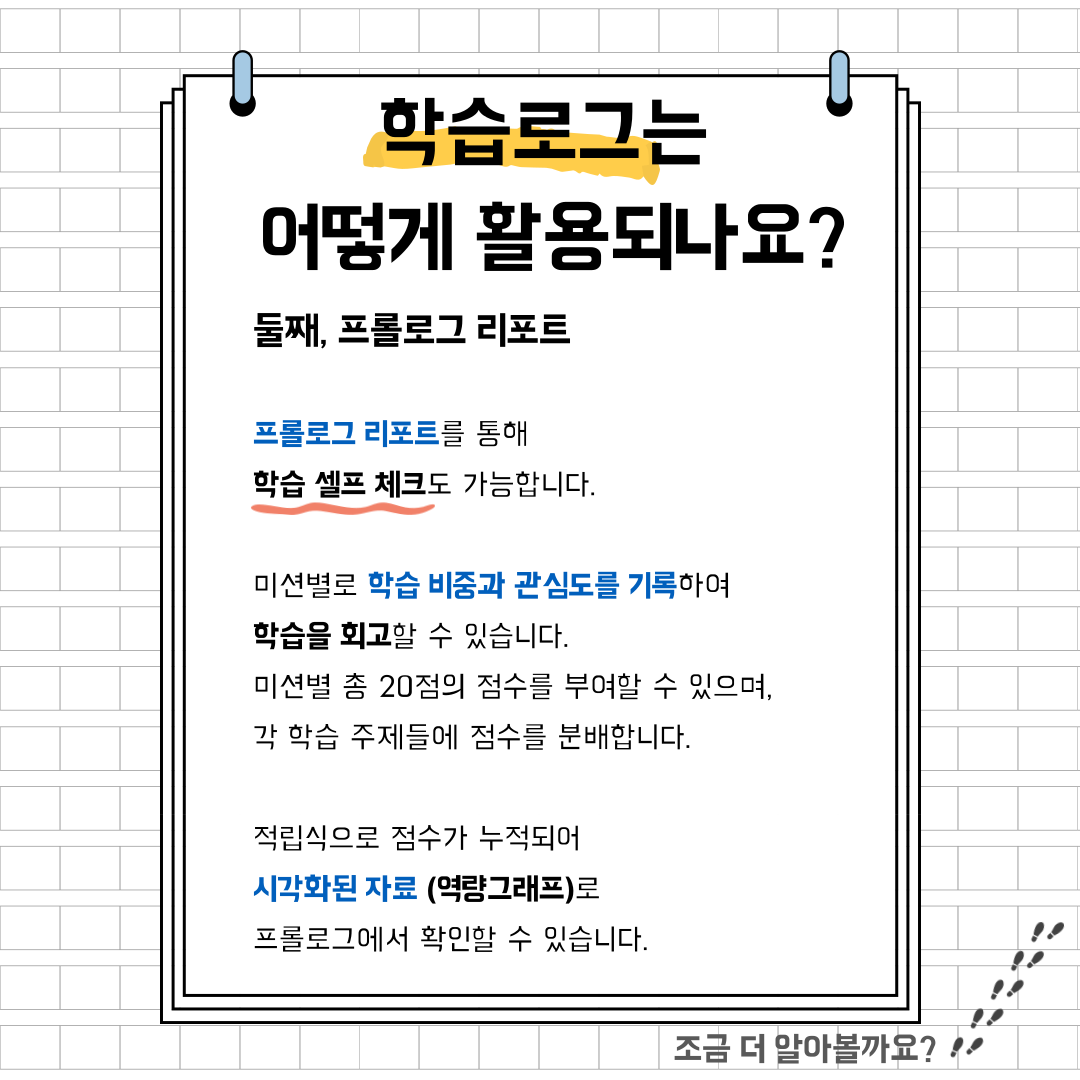 학습로그는
어떻게 활용되나요?
둘째, 프롤로그 리포트
프롤로그 리포트를 통해
학습 셀프 체크도 가능합니다.
미션별로 학습 비중과 관심도를 기록하여
학습을 회고할 수 있습니다.
미션별 총 20점의 점수를 부여할 수 있으며,
각 학습 주제들에 점수를 분배합니다.
적립식으로 점수가 누적되어
시각화된 자료 (역량그래프)로
프롤로그에서 확인할 수 있습니다.
조금 더 알아볼까요?